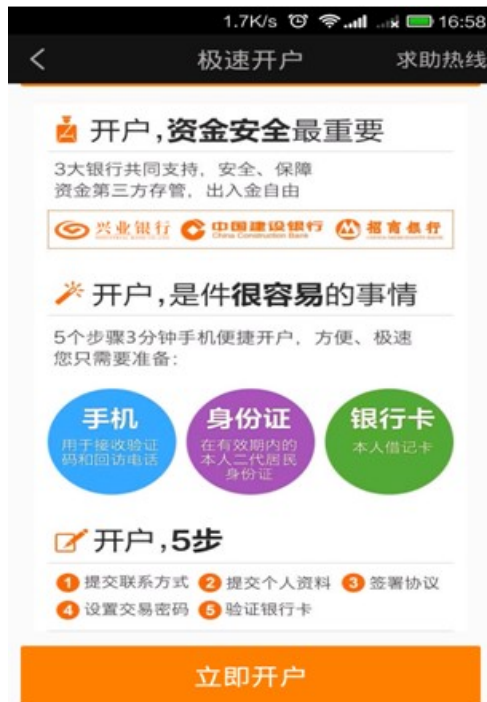 1.7K/s 16:58
极速开户 求助热线
开户,资金安全最重要
3大银行共同支持, 安全、保障
资金第三方存管, 出入金自由
兴业银行 中国建设银行 招商银行
China Construction Bank
开户,是件很容易的事情
5个步骤3分钟手机便捷开户, 方便、极速
您只需要准备:
手机 身份证 银行卡
用于接收验证 在有效期内的 本人借记卡
码和回访电话 本人二代居民
身份证
开户,5步
1 提交联系方式 2 提交个人资料 3 签署协议
4 设置交易密码 5 验证银行卡
立即开户